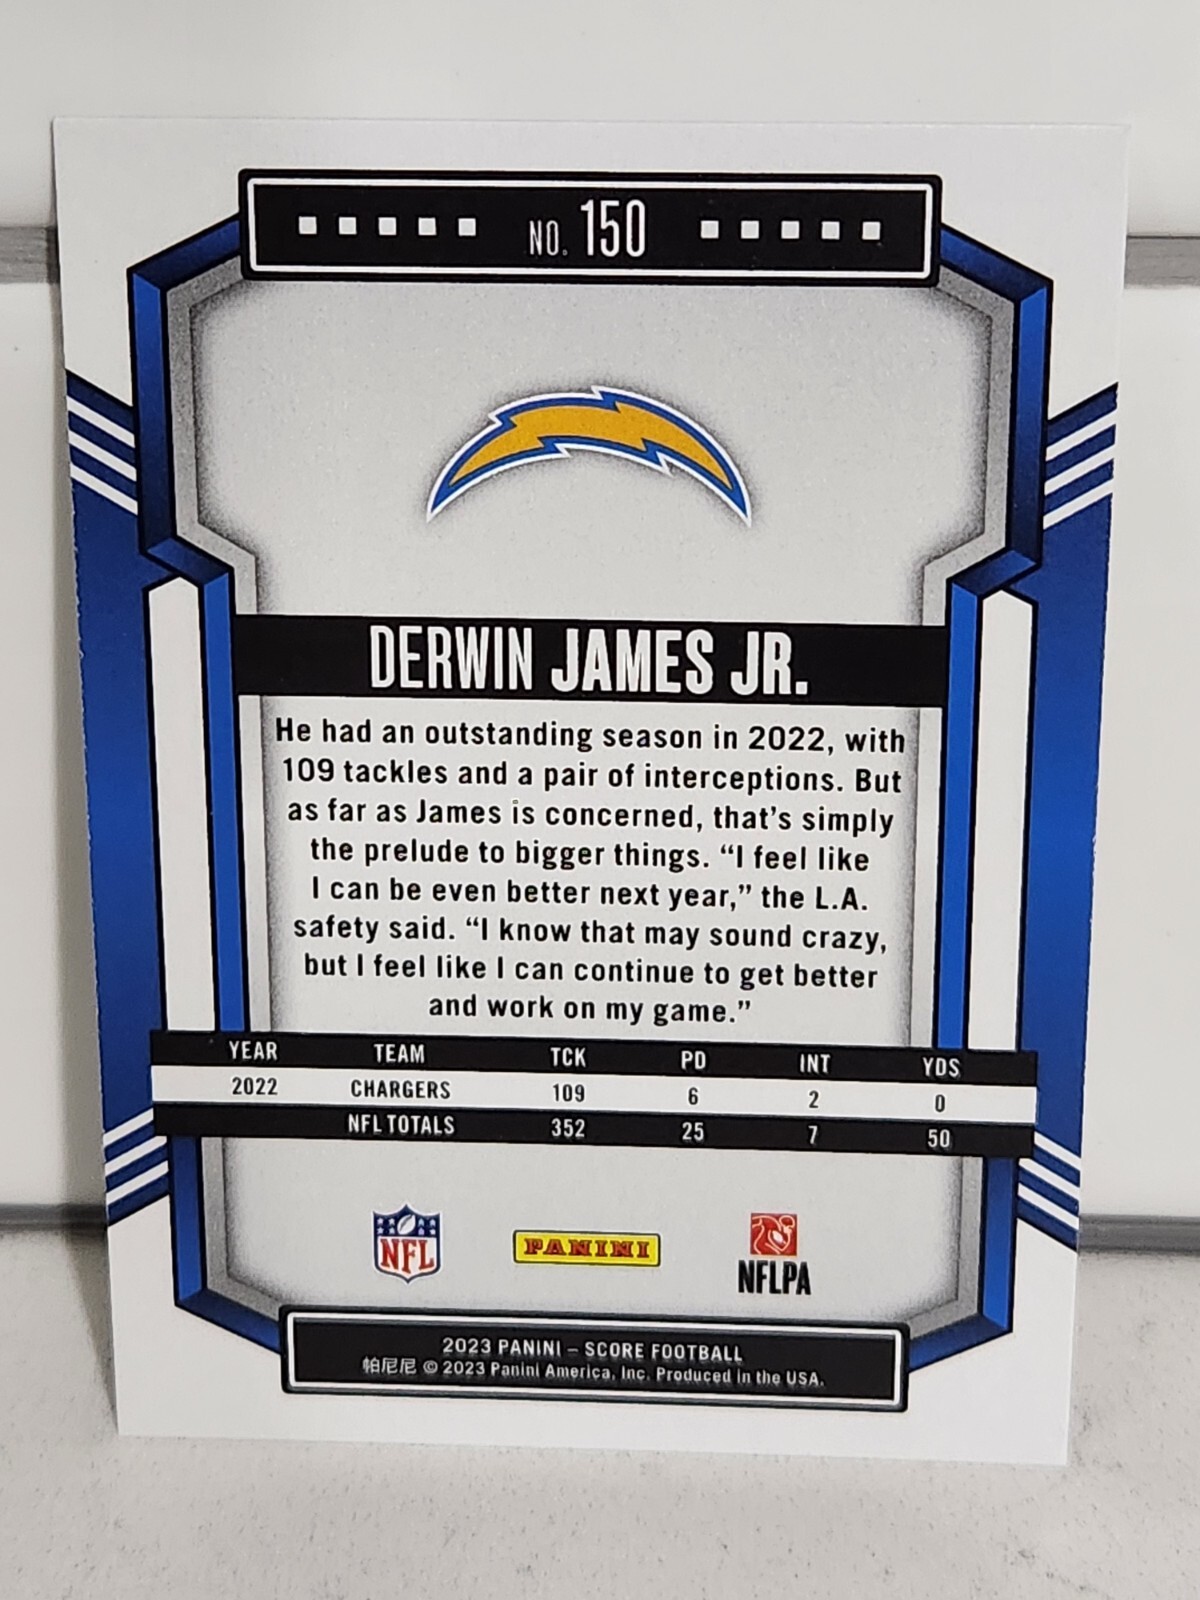 NO. 150
DERWIN JAMES JR.
He had an outstanding season in 2022, with
109 tackles and a pair of interceptions. But
as far as James is concerned, that's simply
the prelude to bigger things. “I feel like
I can be even better next year,” the L.A.
safety said. “I know that may sound crazy,
but I feel like I can continue to get better
and work on my game.”
YEAR TEAM TCK PD INT YDS
2022 CHARGERS 109 6 2 0
NFL TOTALS 352 25 7 50
NFL PANINI NFLPA
2023 PANINI – SCORE FOOTBALL
帕尼尼 © 2023 Panini America, Inc. Produced in the USA.